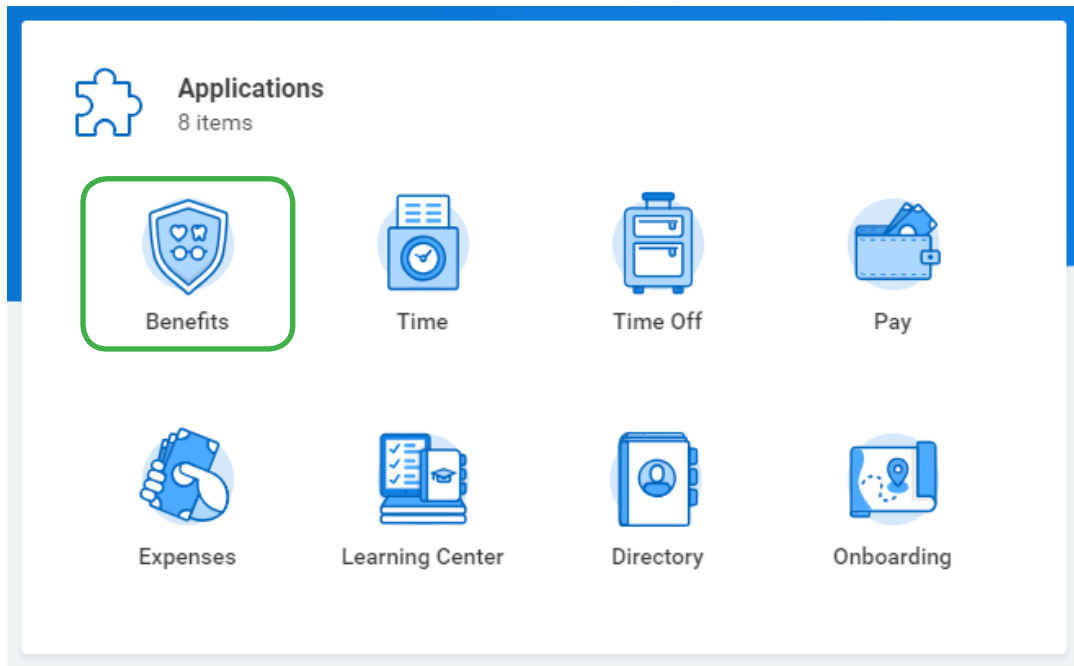 Applications
8 items
Benefits
Time
Time Off
Pay
Expenses
Learning Center
Directory
Onboarding